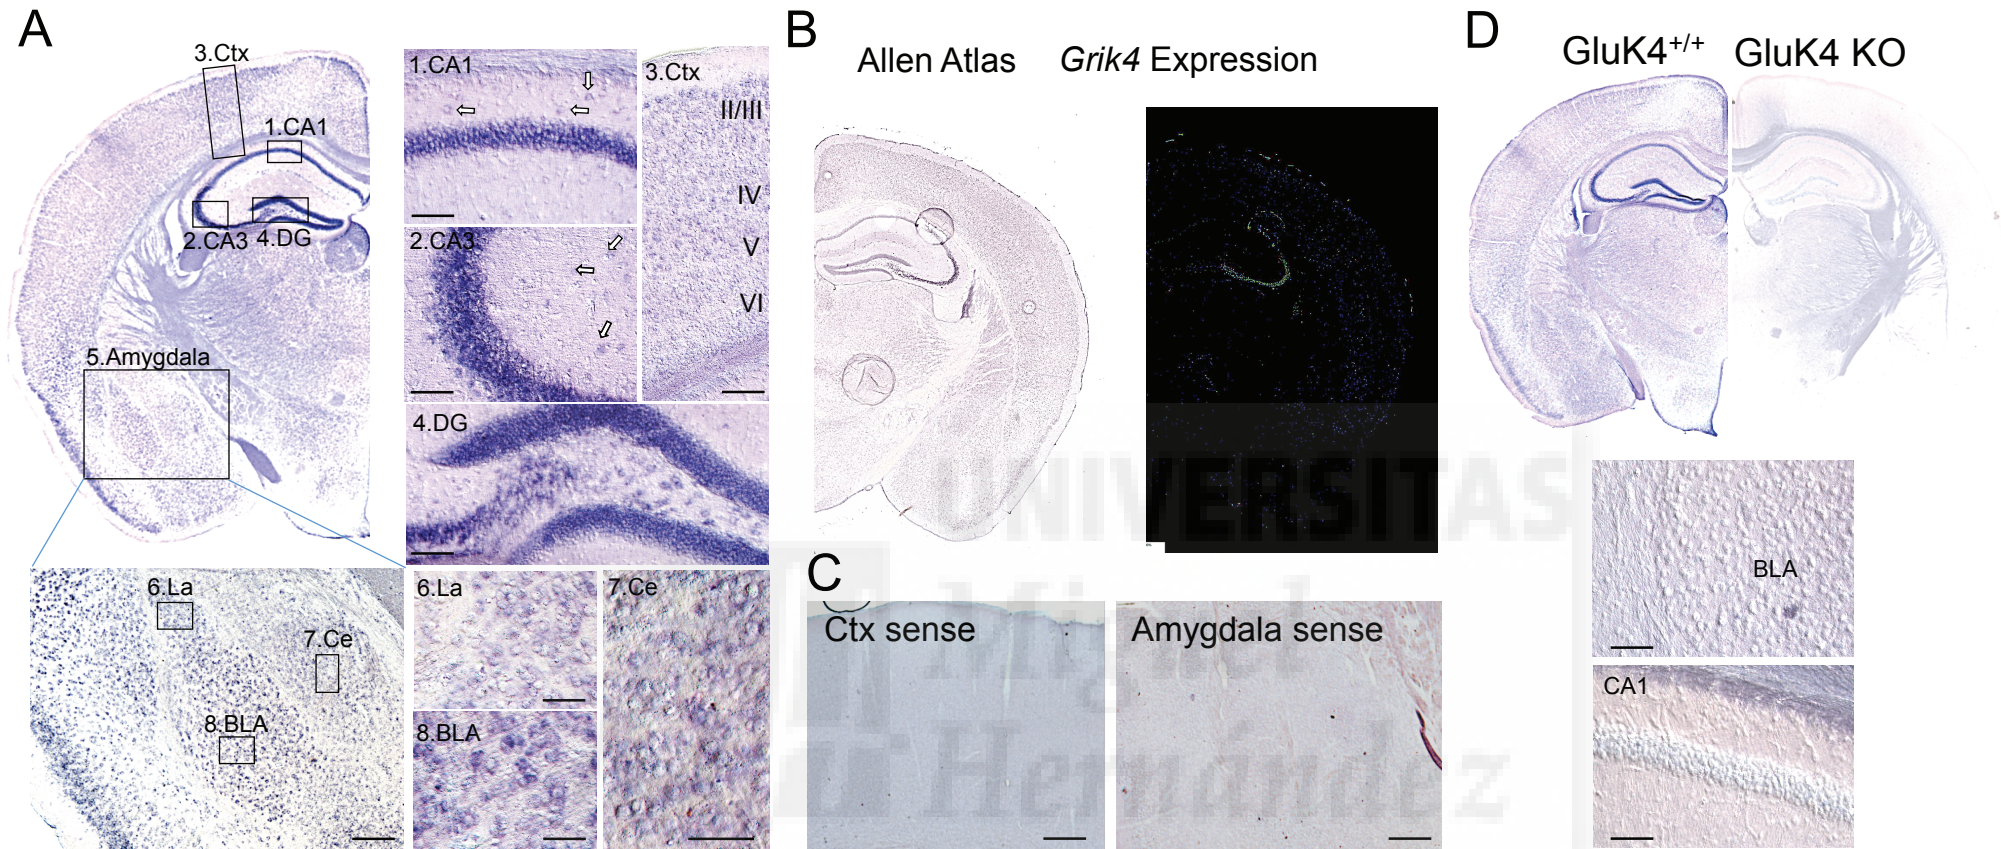 A
3.Ctx
1.CA1
2.CA3
4.DG
5.Amygdala
1.CA1
2.CA3
3.Ctx
II/III
IV
V
VI
4.DG
6.La
7.Ce
8.BLA
6.La
7.Ce
8.BLA
B
Allen Atlas
Grik4 Expression
C
Ctx sense
Amygdala sense
D
GluK4+/+
GluK4 KO
BLA
CA1
UNIVERSITAS
Miguel
Hernández